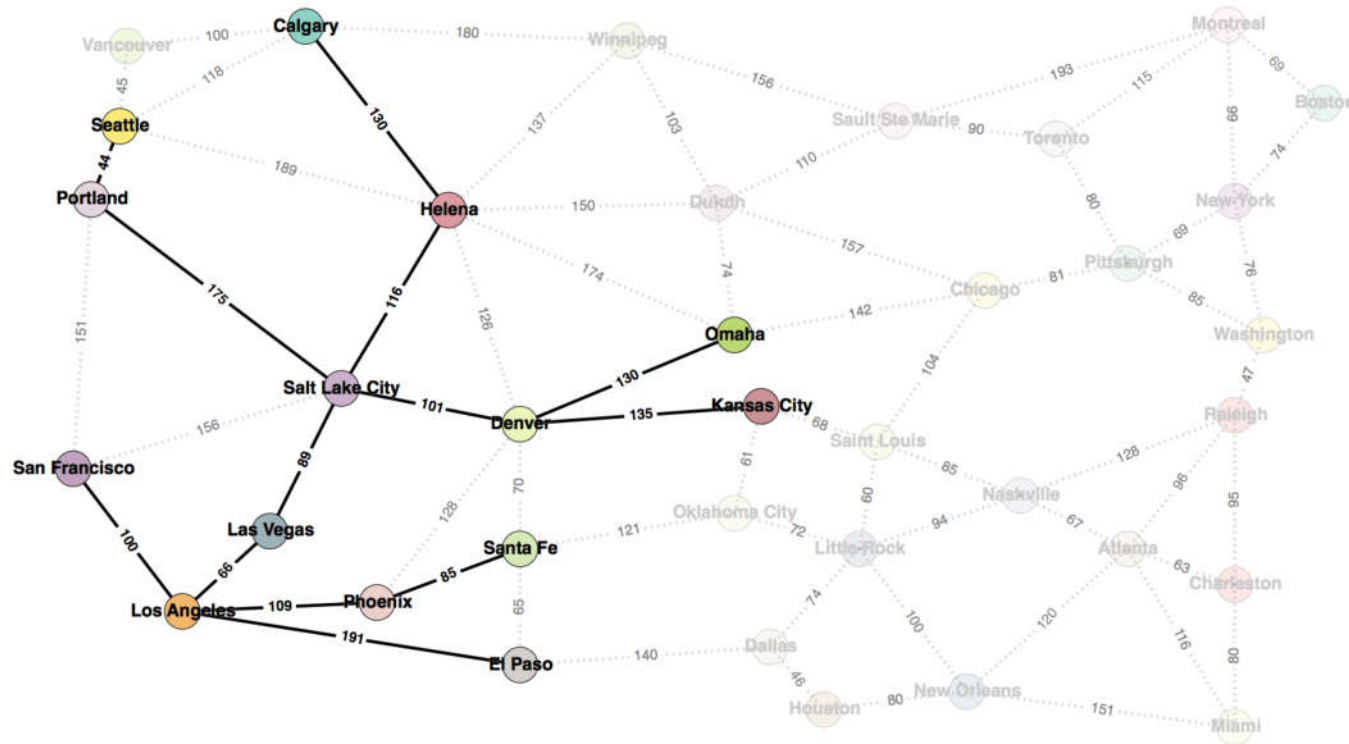 Calgary
Vancouver
100
180
Winnipeg
Montreal
118
45
156
193
115
69
Seattle
Boston
130
137
103
Sault Ste Marie
90
Toronto
66
74
44
189
110
80
Portland
Helena
150
Duluth
New York
69
157
74
Pittsburgh
76
175
116
174
81
85
151
126
Chicago
Omaha
142
Washington
104
47
Salt Lake City
101
130
Denver
135
Kansas City
68
Raleigh
156
Saint Louis
128
89
61
85
San Francisco
70
96
95
128
60
Nashville
Las Vegas
Oklahoma City
121
72
94
67
100
66
Santa Fe
Little Rock
Atlanta
63
85
Charleston
Los Angeles
109
Phoenix
65
74
100
120
116
80
191
Dallas
El Paso
140
46
New Orleans
Houston
80
151
Miami